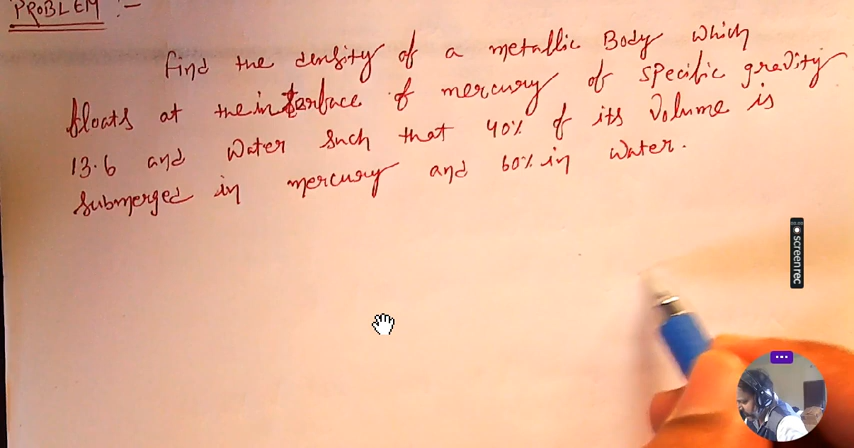 PROBLEM :-
Find the density of a metallic Body which
floats at the interface of mercury of specific gravity
13.6 and Water such that 40% of its Volume is
submerged in mercury and 60% in water.
screenrec